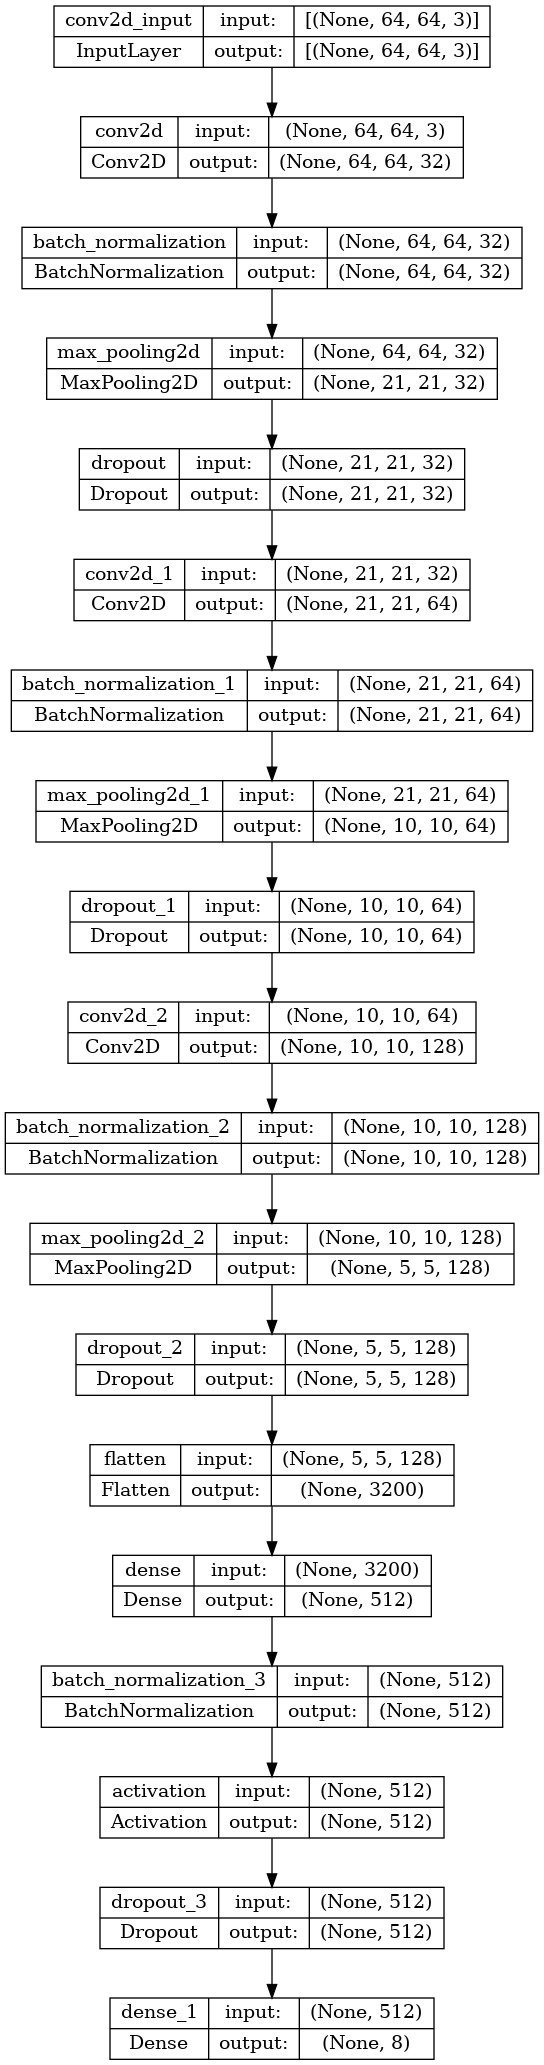 conv2d_input input: [(None, 64, 64, 3)]
InputLayer output: [(None, 64, 64, 3)]
conv2d input: (None, 64, 64, 3)
Conv2D output: (None, 64, 64, 32)
batch_normalization input: (None, 64, 64, 32)
BatchNormalization output: (None, 64, 64, 32)
max_pooling2d input: (None, 64, 64, 32)
MaxPooling2D output: (None, 21, 21, 32)
dropout input: (None, 21, 21, 32)
Dropout output: (None, 21, 21, 32)
conv2d_1 input: (None, 21, 21, 32)
Conv2D output: (None, 21, 21, 64)
batch_normalization_1 input: (None, 21, 21, 64)
BatchNormalization output: (None, 21, 21, 64)
max_pooling2d_1 input: (None, 21, 21, 64)
MaxPooling2D output: (None, 10, 10, 64)
dropout_1 input: (None, 10, 10, 64)
Dropout output: (None, 10, 10, 64)
conv2d_2 input: (None, 10, 10, 64)
Conv2D output: (None, 10, 10, 128)
batch_normalization_2 input: (None, 10, 10, 128)
BatchNormalization output: (None, 10, 10, 128)
max_pooling2d_2 input: (None, 10, 10, 128)
MaxPooling2D output: (None, 5, 5, 128)
dropout_2 input: (None, 5, 5, 128)
Dropout output: (None, 5, 5, 128)
flatten input: (None, 5, 5, 128)
Flatten output: (None, 3200)
dense input: (None, 3200)
Dense output: (None, 512)
batch_normalization_3 input: (None, 512)
BatchNormalization output: (None, 512)
activation input: (None, 512)
Activation output: (None, 512)
dropout_3 input: (None, 512)
Dropout output: (None, 512)
dense_1 input: (None, 512)
Dense output: (None, 8)